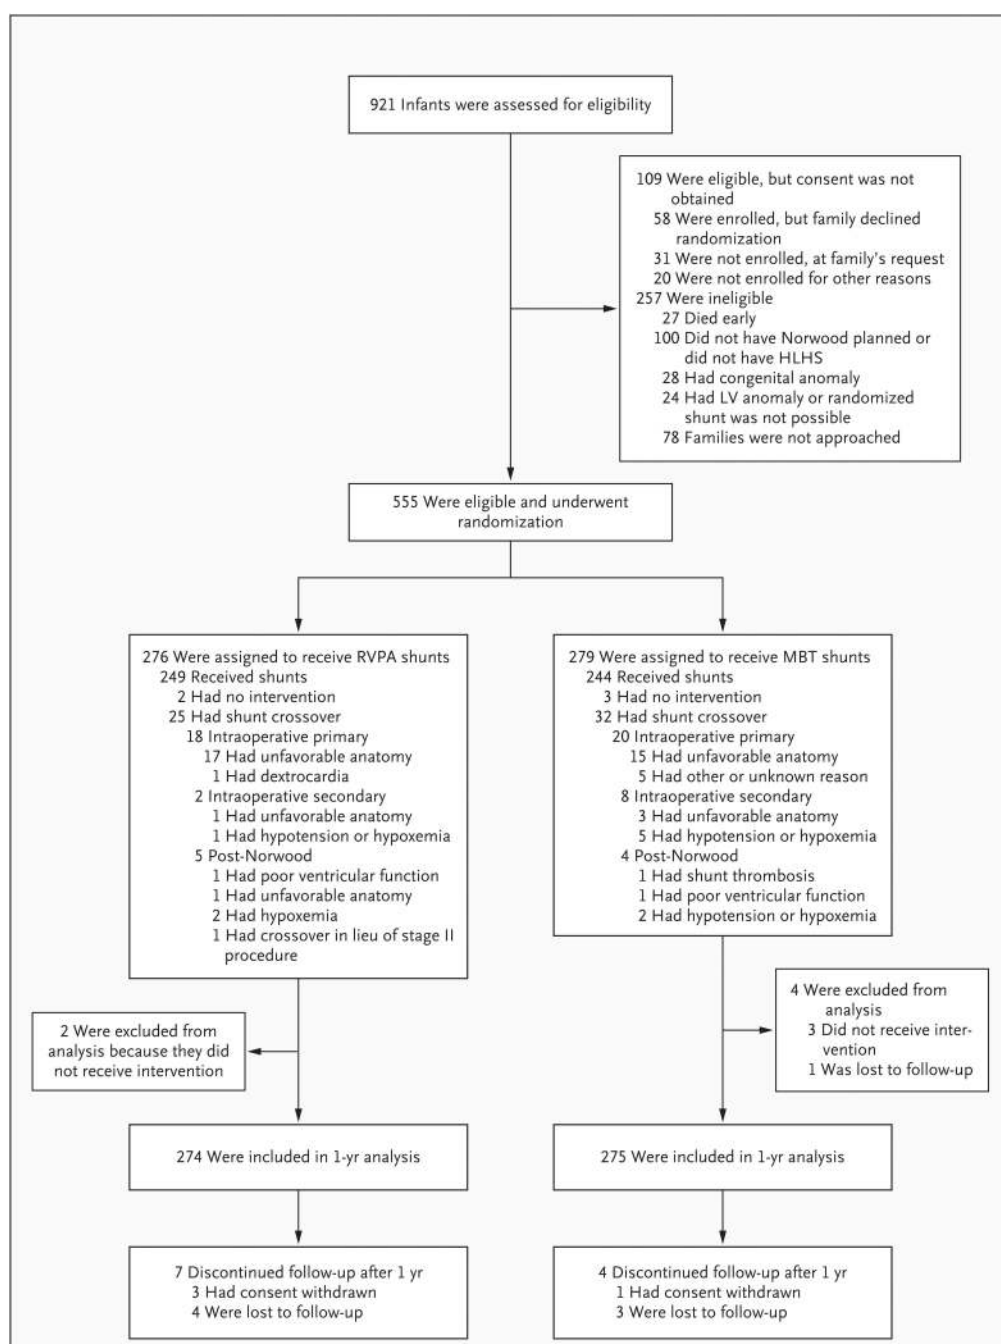 921 Infants were assessed for eligibility
109 Were eligible, but consent was not
obtained
58 Were enrolled, but family declined
randomization
31 Were not enrolled, at family's request
20 Were not enrolled for other reasons
257 Were ineligible
27 Died early
100 Did not have Norwood planned or
did not have HLHS
28 Had congenital anomaly
24 Had LV anomaly or randomized
shunt was not possible
78 Families were not approached
555 Were eligible and underwent
randomization
276 Were assigned to receive RVPA shunts
249 Received shunts
2 Had no intervention
25 Had shunt crossover
18 Intraoperative primary
17 Had unfavorable anatomy
1 Had dextrocardia
2 Intraoperative secondary
1 Had unfavorable anatomy
1 Had hypotension or hypoxemia
5 Post-Norwood
1 Had poor ventricular function
1 Had unfavorable anatomy
2 Had hypoxemia
1 Had crossover in lieu of stage II
procedure
279 Were assigned to receive MBT shunts
244 Received shunts
3 Had no intervention
32 Had shunt crossover
20 Intraoperative primary
15 Had unfavorable anatomy
5 Had other or unknown reason
8 Intraoperative secondary
3 Had unfavorable anatomy
5 Had hypotension or hypoxemia
4 Post-Norwood
1 Had shunt thrombosis
1 Had poor ventricular function
2 Had hypotension or hypoxemia
2 Were excluded from
analysis because they did
not receive intervention
4 Were excluded from
analysis
3 Did not receive inter-
vention
1 Was lost to follow-up
274 Were included in 1-yr analysis
275 Were included in 1-yr analysis
7 Discontinued follow-up after 1 yr
3 Had consent withdrawn
4 Were lost to follow-up
4 Discontinued follow-up after 1 yr
1 Had consent withdrawn
3 Were lost to follow-up